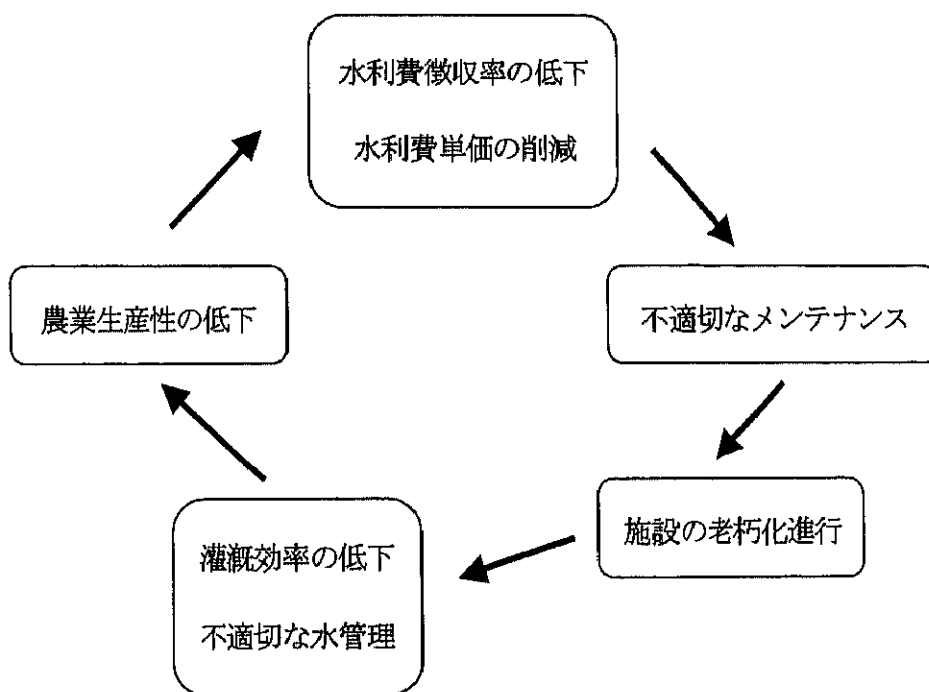 水利費徴収率の低下
水利費単価の削減
不適切なメンテナンス
施設の老朽化進行
灌漑効率の低下
不適切な水管理
農業生産性の低下